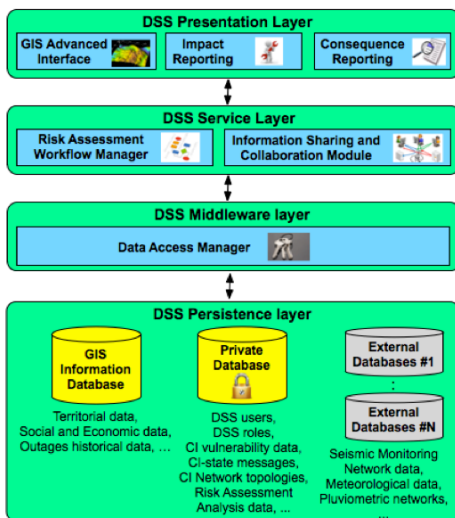 DSS Presentation Layer
GIS Advanced
Interface
Impact
Reporting
Consequence
Reporting
DSS Service Layer
Risk Assessment
Workflow Manager
Information Sharing and
Collaboration Module
DSS Middleware layer
Data Access Manager
DSS Persistence layer
GIS
Information
Database
Territorial data,
Social and Economic data,
Outages historical data, ...
Private
Database
DSS users,
DSS roles,
CI vulnerability data,
CI-state messages,
CI Network topologies,
Risk Assessment
Analysis data, ...
External
Databases #1
:
External
Databases #N
Seismic Monitoring
Network data,
Meteorological data,
Pluviometric networks,
...